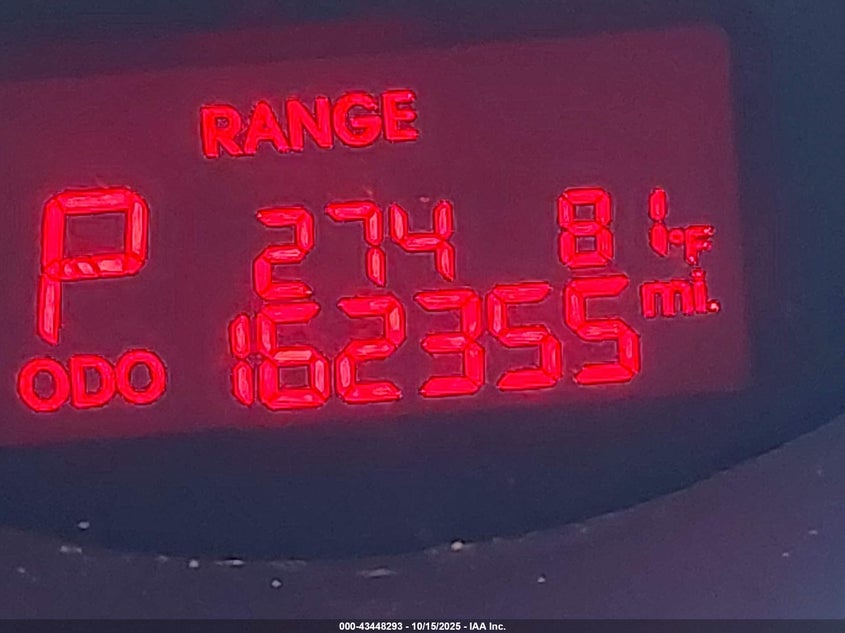 RANGE
P 274 81°F
ODO 162355 mi.
000-43448293 - 10/15/2025 - IAA Inc.